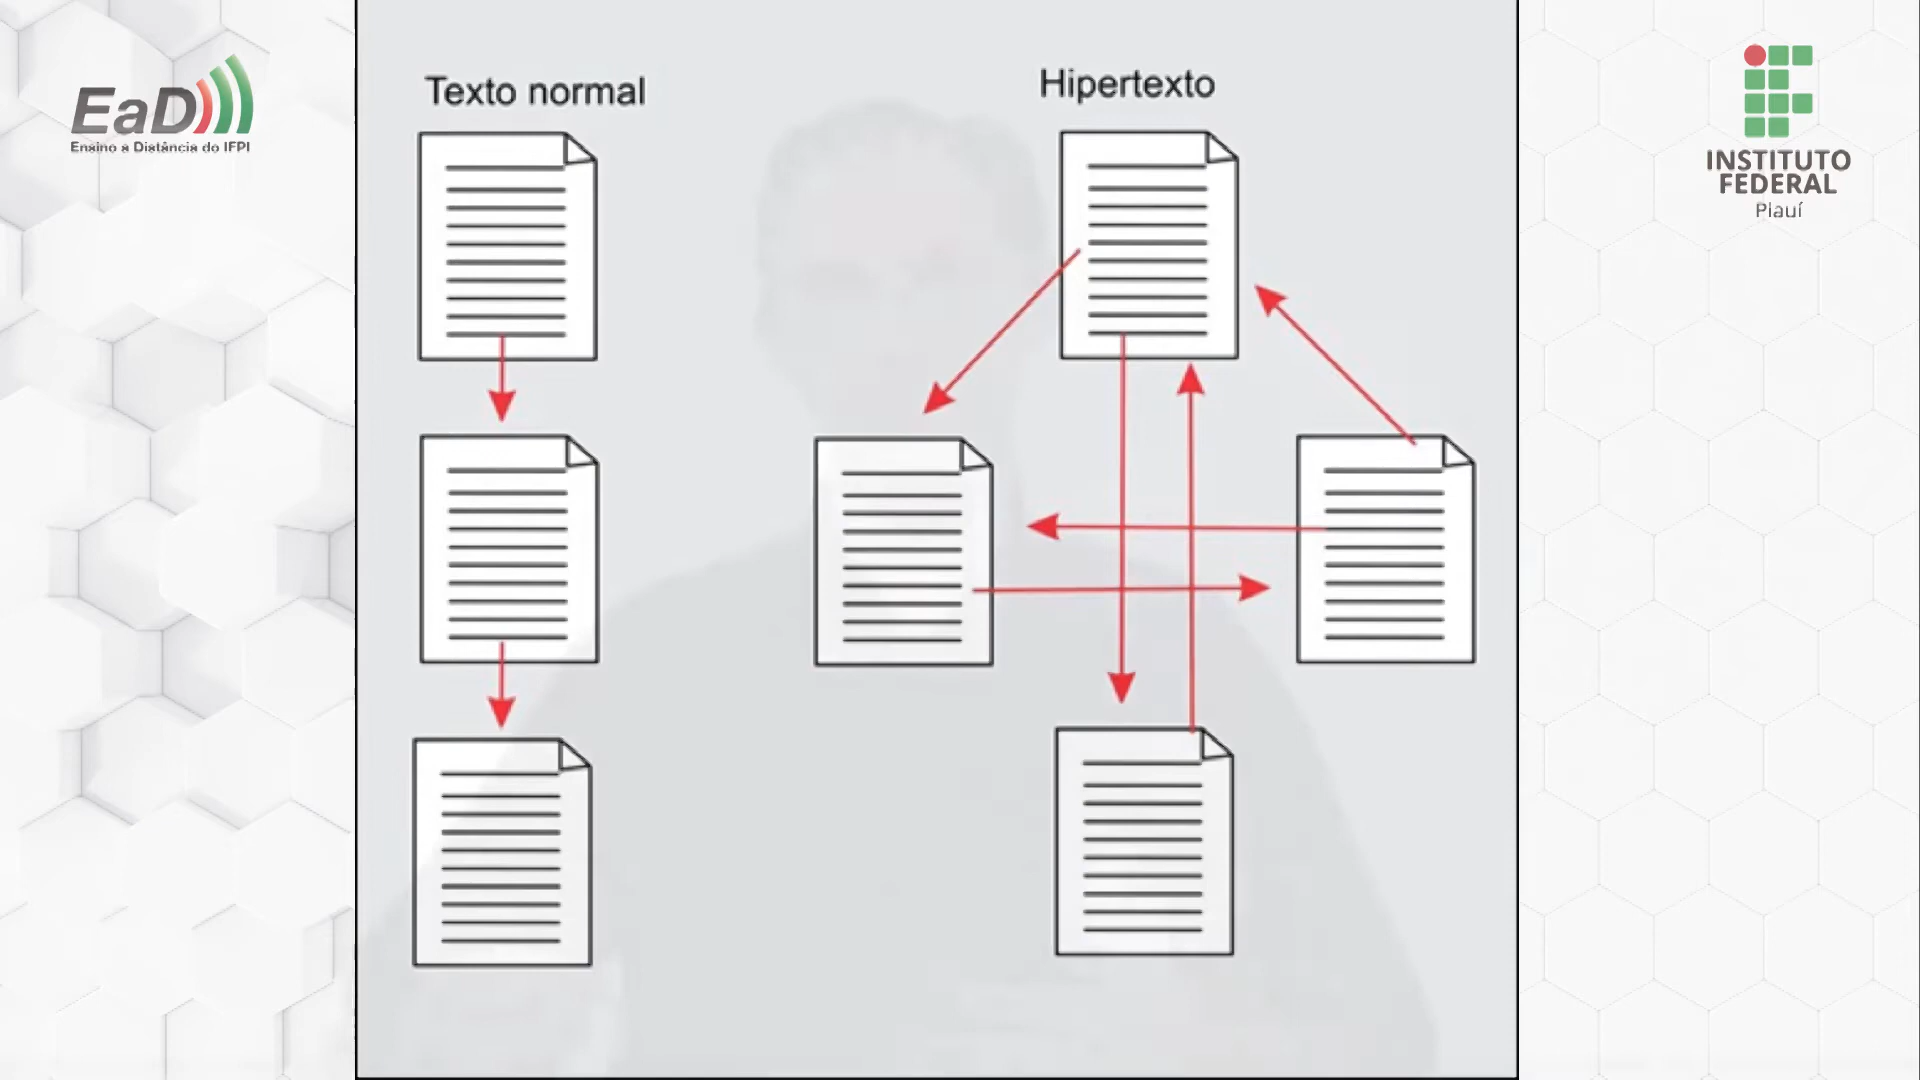 EaD
Ensino a Distância do IFPI
Texto normal
Hipertexto
INSTITUTO
FEDERAL
Piauí